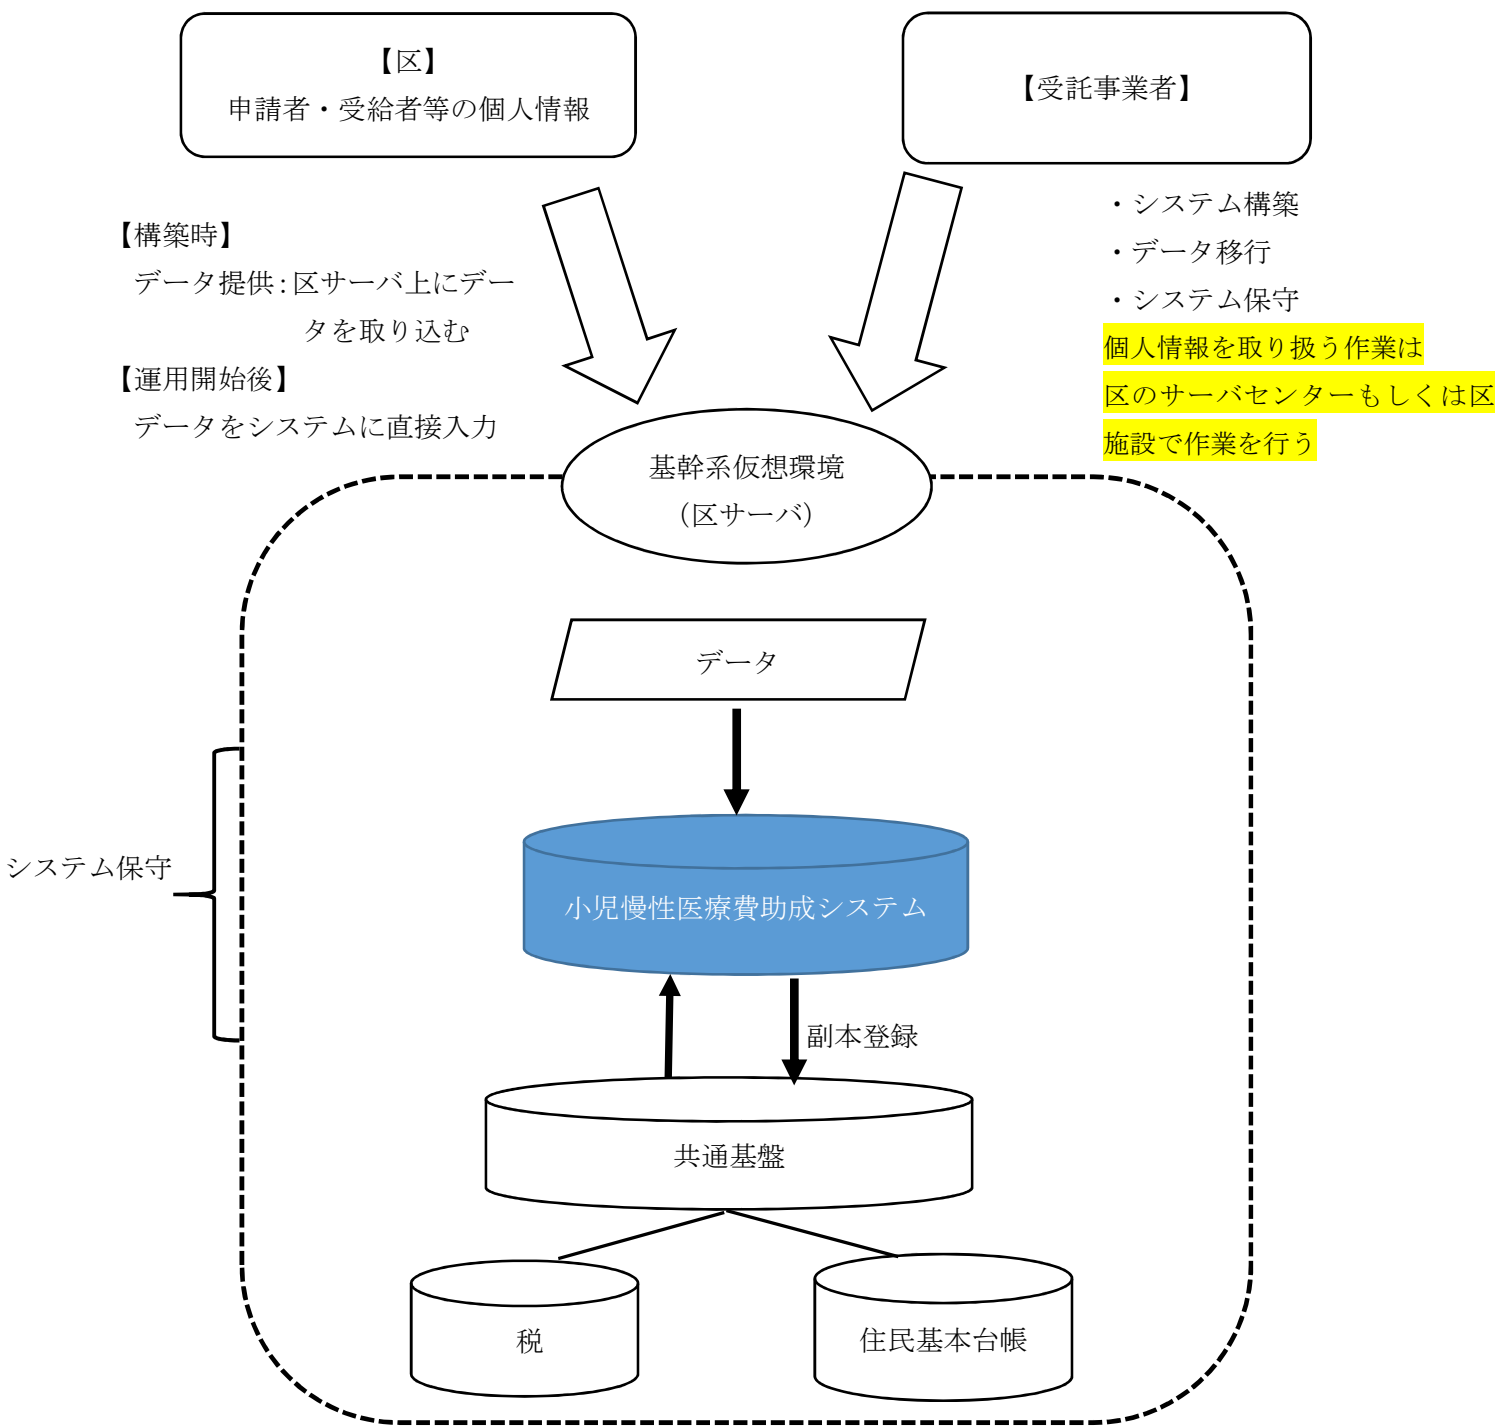 【区】
申請者・受給者等の個人情報
【受託事業者】
【構築時】
データ提供：区サーバ上にデー
タを取り込む
【運用開始後】
データをシステムに直接入力
・システム構築
・データ移行
・システム保守
個人情報を取り扱う作業は
区のサーバセンターもしくは区
施設で作業を行う
基幹系仮想環境
（区サーバ）
データ
システム保守
小児慢性医療費助成システム
副本登録
共通基盤
税
住民基本台帳